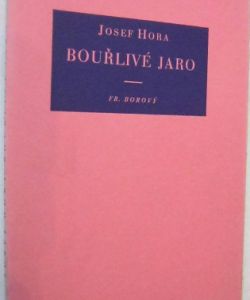 JOSEF HORA
BOUŘLIVÉ JARO
FR. BOROVÝ